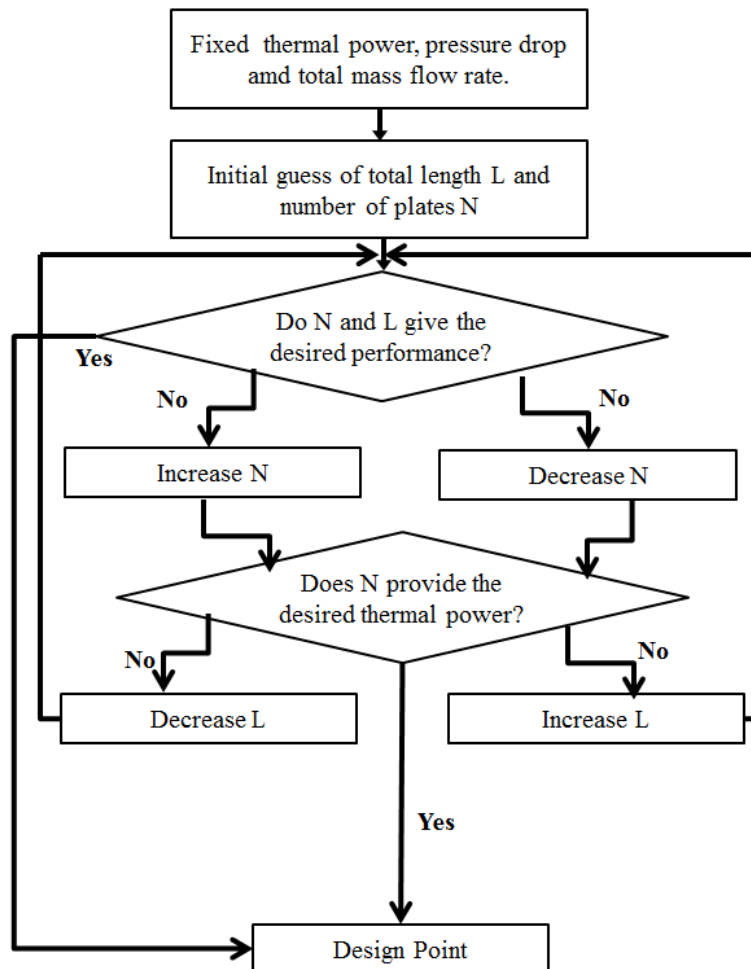 Fixed thermal power, pressure drop
amd total mass flow rate.
Initial guess of total length L and
number of plates N
Do N and L give the
desired performance?
Yes
No
No
Increase N
Decrease N
Does N provide the
desired thermal power?
No
No
Decrease L
Increase L
Yes
Design Point